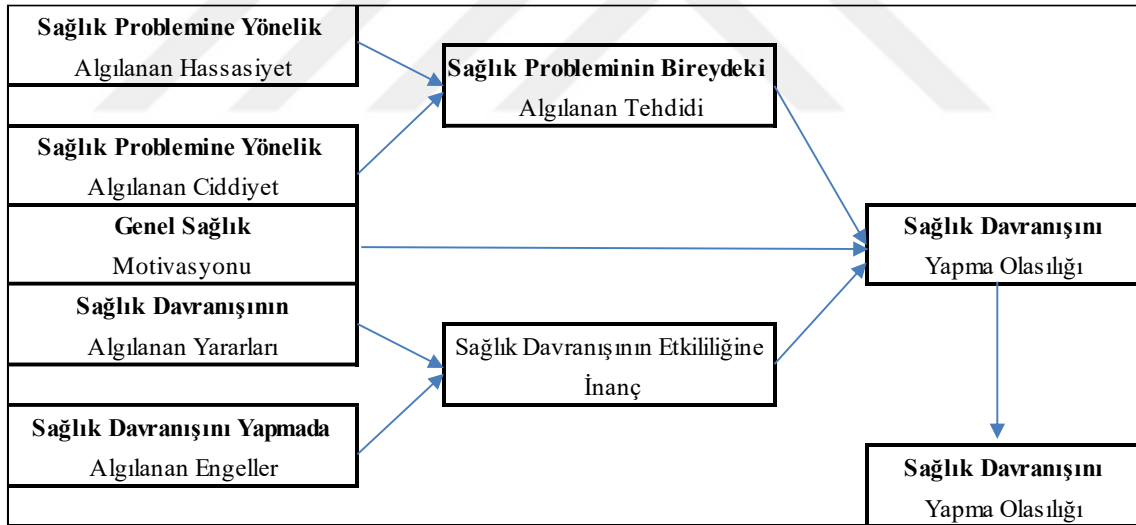 Sağlık Problemine Yönelik
Algılanan Hassasiyet
Sağlık Probleminin Bireydeki
Algılanan Tehdidi
Sağlık Problemine Yönelik
Algılanan Ciddiyet
Genel Sağlık
Motivasyonu
Sağlık Davranışını
Yapma Olasılığı
Sağlık Davranışının
Algılanan Yararları
Sağlık Davranışının Etkililiğine
İnanç
Sağlık Davranışını Yapmada
Algılanan Engeller
Sağlık Davranışını
Yapma Olasılığı